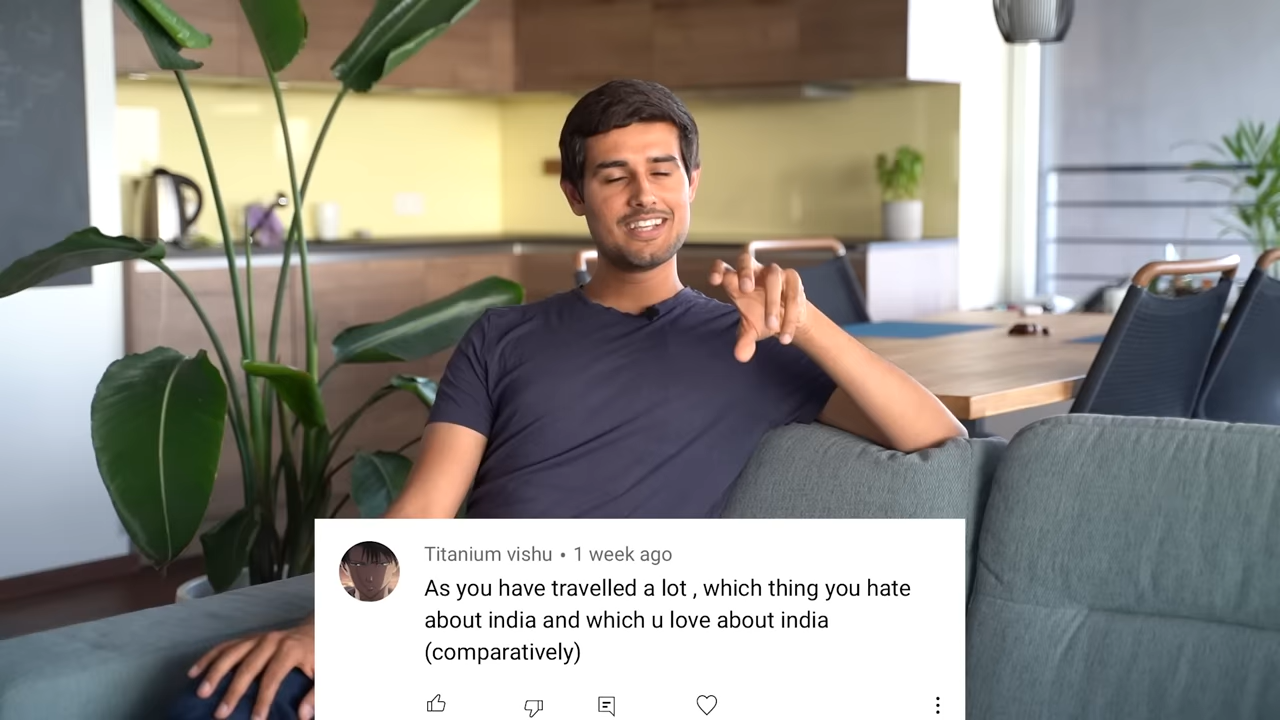 Titanium vishu • 1 week ago
As you have travelled a lot , which thing you hate
about india and which u love about india
(comparatively)